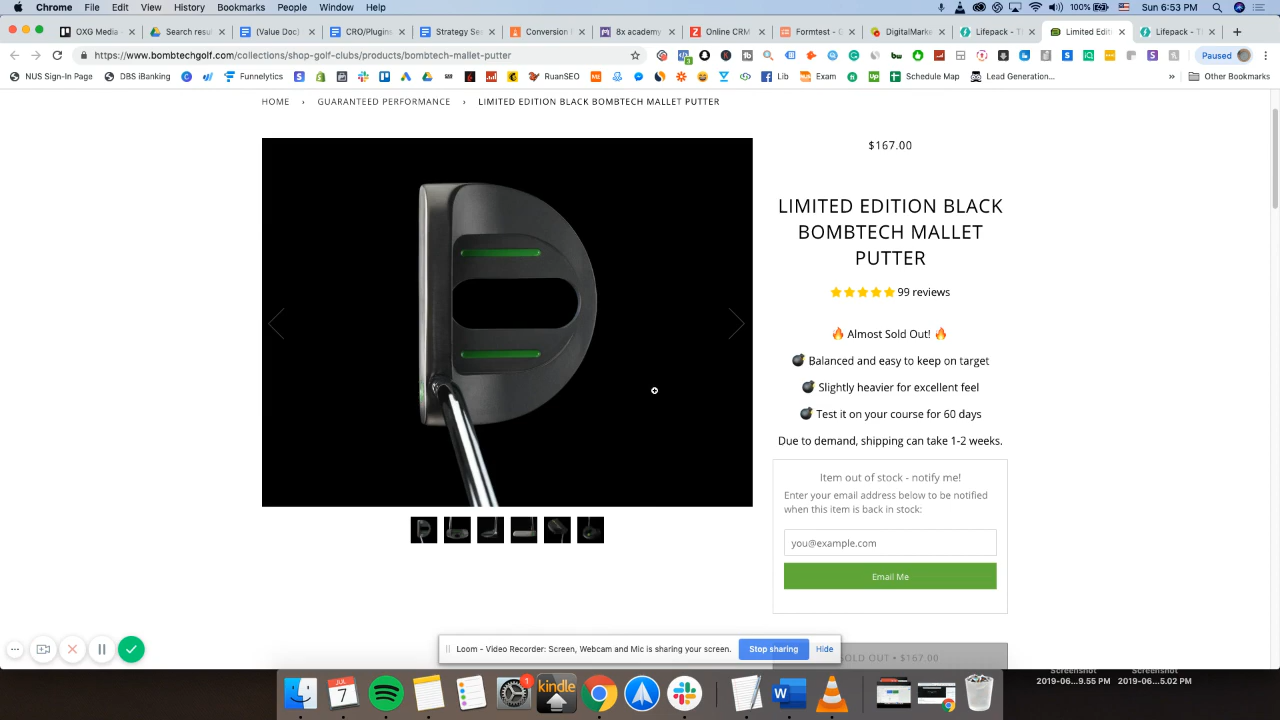 Chrome File Edit View History Bookmarks People Window Help 100% Sun 6:53 PM
OXG Media - Search resu (Value Doc) CRO/Plugins Strategy Se Conversion 8x academy Online CRM Formtest - G DigitalMarke Lifepack - T Limited Edit Lifepack - T
https://www.bombtechgolf.com/collections/shop-golf-clubs/products/bombtech-mallet-putter Paused
NUS Sign-In Page DBS iBanking Funnelytics RuanSEO Lib Exam Schedule Map Lead Generation... » Other Bookmarks
HOME › GUARANTEED PERFORMANCE › LIMITED EDITION BLACK BOMBTECH MALLET PUTTER
$167.00
LIMITED EDITION BLACK
BOMBTECH MALLET
PUTTER
99 reviews
🔥 Almost Sold Out! 🔥
💣 Balanced and easy to keep on target
💣 Slightly heavier for excellent feel
💣 Test it on your course for 60 days
Due to demand, shipping can take 1-2 weeks.
Item out of stock - notify me!
Enter your email address below to be notified
when this item is back in stock:
you@example.com
Email Me
Loom – Video Recorder: Screen, Webcam and Mic is sharing your screen. Stop sharing Hide
SOLD OUT • $167.00
Screenshot Screenshot
2019-06...9.55 PM 2019-06...5.02 PM
JUL
7
1
kindle
W